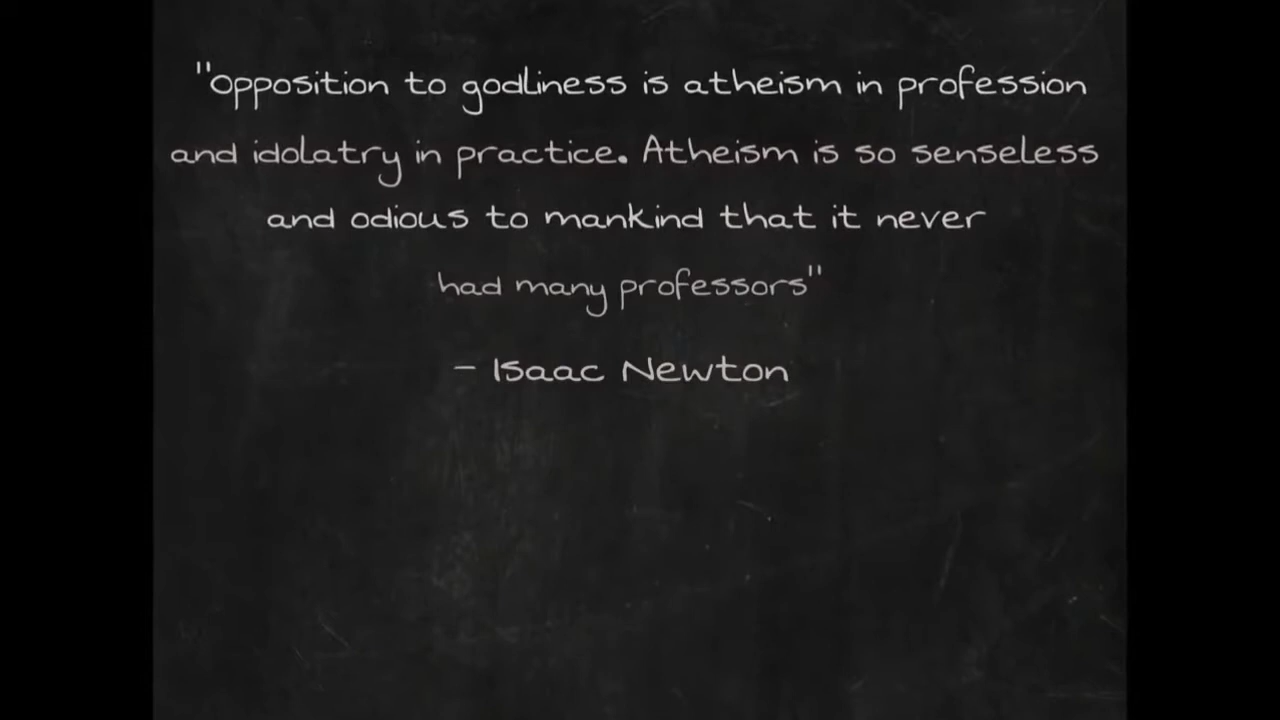 "Opposition to godliness is atheism in profession
and idolatry in practice. Atheism is so senseless
and odious to mankind that it never
had many professors"
- Isaac Newton